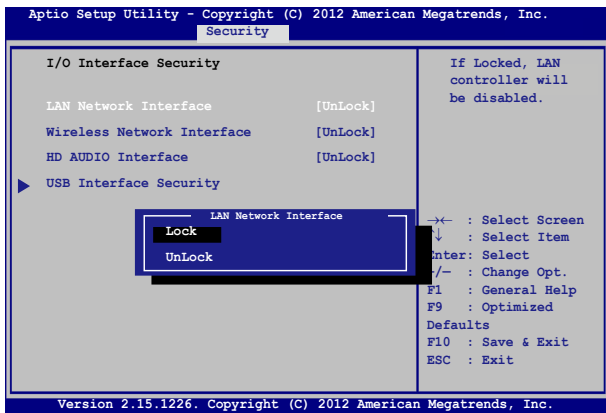 Aptio Setup Utility - Copyright (C) 2012 American Megatrends, Inc.
Security
I/O Interface Security
LAN Network Interface [UnLock]
Wireless Network Interface [UnLock]
HD AUDIO Interface [UnLock]
USB Interface Security
If Locked, LAN
controller will
be disabled.
LAN Network Interface
Lock
UnLock
→← : Select Screen
↓ : Select Item
Enter: Select
/— : Change Opt.
F1 : General Help
F9 : Optimized
Defaults
F10 : Save & Exit
ESC : Exit
Version 2.15.1226. Copyright (C) 2012 American Megatrends, Inc.